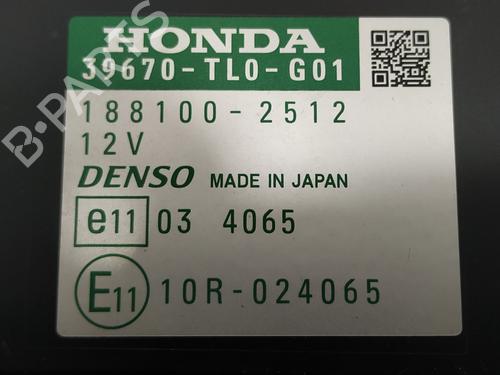 HONDA
39670-TL0-G01
188100-2512
12V
DENSO MADE IN JAPAN
e11 03 4065
E11 10R-024065
B-PARTS